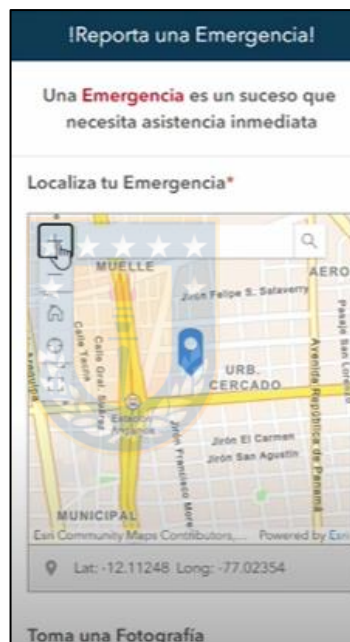 !Reporta una Emergencia!
Una Emergencia es un suceso que
necesita asistencia inmediata
Localiza tu Emergencia*
MUELLE
AERO
Jirón Felipe S. Salaverry
Calle Tacna
Calle Gral. Suárez
Pasaje San Lorenzo
URB.
CERCADO
Avenida República de Panamá
Estación
Jirón El Carmen
Jirón San Agustín
Jirón Francisco More
MUNICIPAL
Esri Community Maps Contributors,... Powered by Esri
Lat: -12.11248 Long: -77.02354
Toma una Fotografía